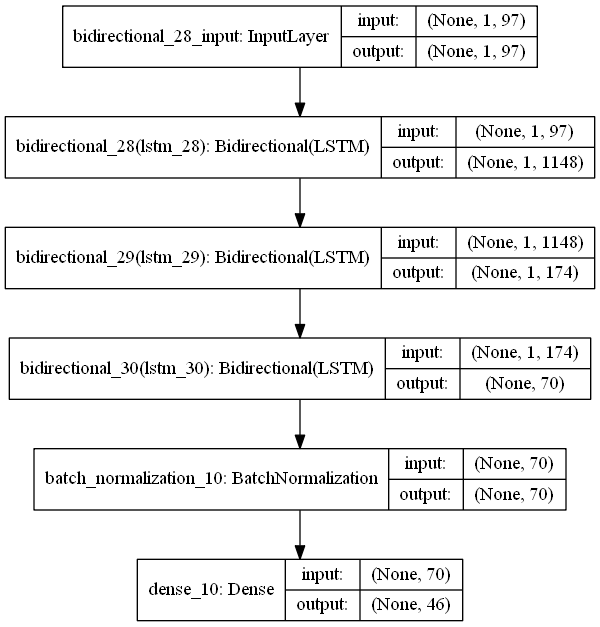 bidirectional_28_input: InputLayer
input: (None, 1, 97)
output: (None, 1, 97)
bidirectional_28(lstm_28): Bidirectional(LSTM)
input: (None, 1, 97)
output: (None, 1, 1148)
bidirectional_29(lstm_29): Bidirectional(LSTM)
input: (None, 1, 1148)
output: (None, 1, 174)
bidirectional_30(lstm_30): Bidirectional(LSTM)
input: (None, 1, 174)
output: (None, 70)
batch_normalization_10: BatchNormalization
input: (None, 70)
output: (None, 70)
dense_10: Dense
input: (None, 70)
output: (None, 46)